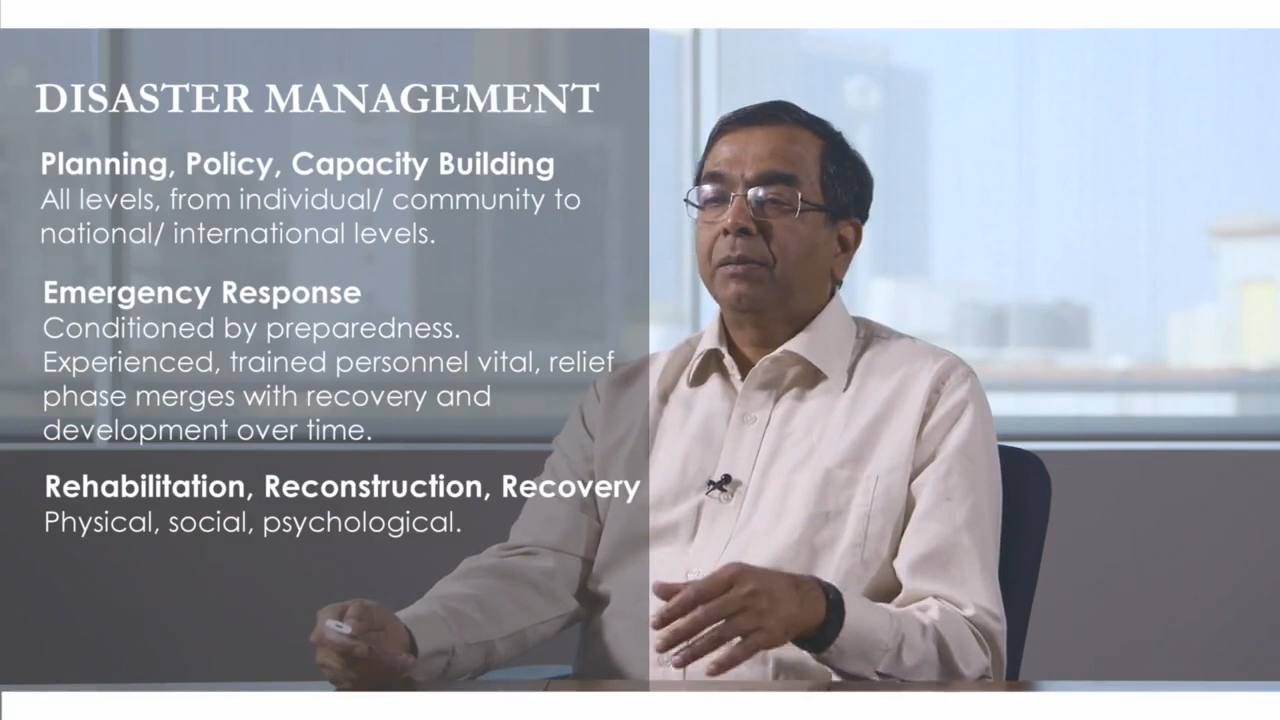 DISASTER MANAGEMENT
Planning, Policy, Capacity Building
All levels, from individual/ community to
national/ international levels.
Emergency Response
Conditioned by preparedness.
Experienced, trained personnel vital, relief
phase merges with recovery and
development over time.
Rehabilitation, Reconstruction, Recovery
Physical, social, psychological.